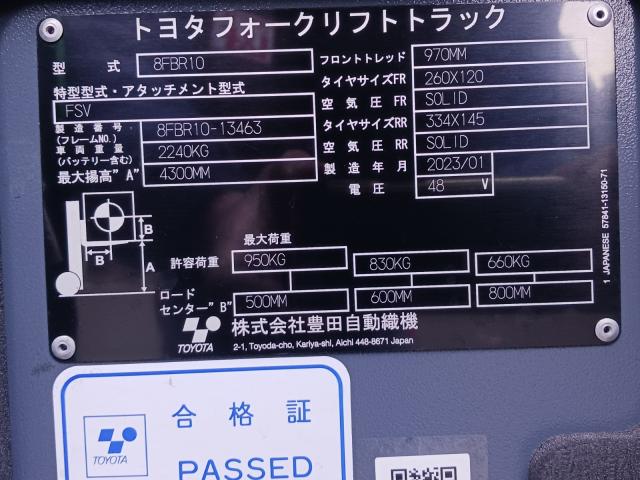 トヨタフォークリフトトラック
型 式 8FBR10
特型型式・アタッチメント型式
FSV
製造番号 (フレームNO.) 8FBR10-13463
車両重量 (バッテリー含む) 2240KG
最大揚高"A" 4300MM
フロントトレッド 970MM
タイヤサイズFR 260X120
空気圧FR SOLID
タイヤサイズRR 334X145
空気圧RR SOLID
製造年月 2023/01
電圧 48 V
B
B
A
最大荷重
許容荷重 950KG 830KG 660KG
ロード
センター"B" 500MM 600MM 800MM
TOYOTA
株式会社豊田自動織機
2-1, Toyoda-cho, Kariya-shi, Aichi 448-8671 Japan
1 JAPANESE 57841-13150-71
TOYOTA
合格証
PASSED